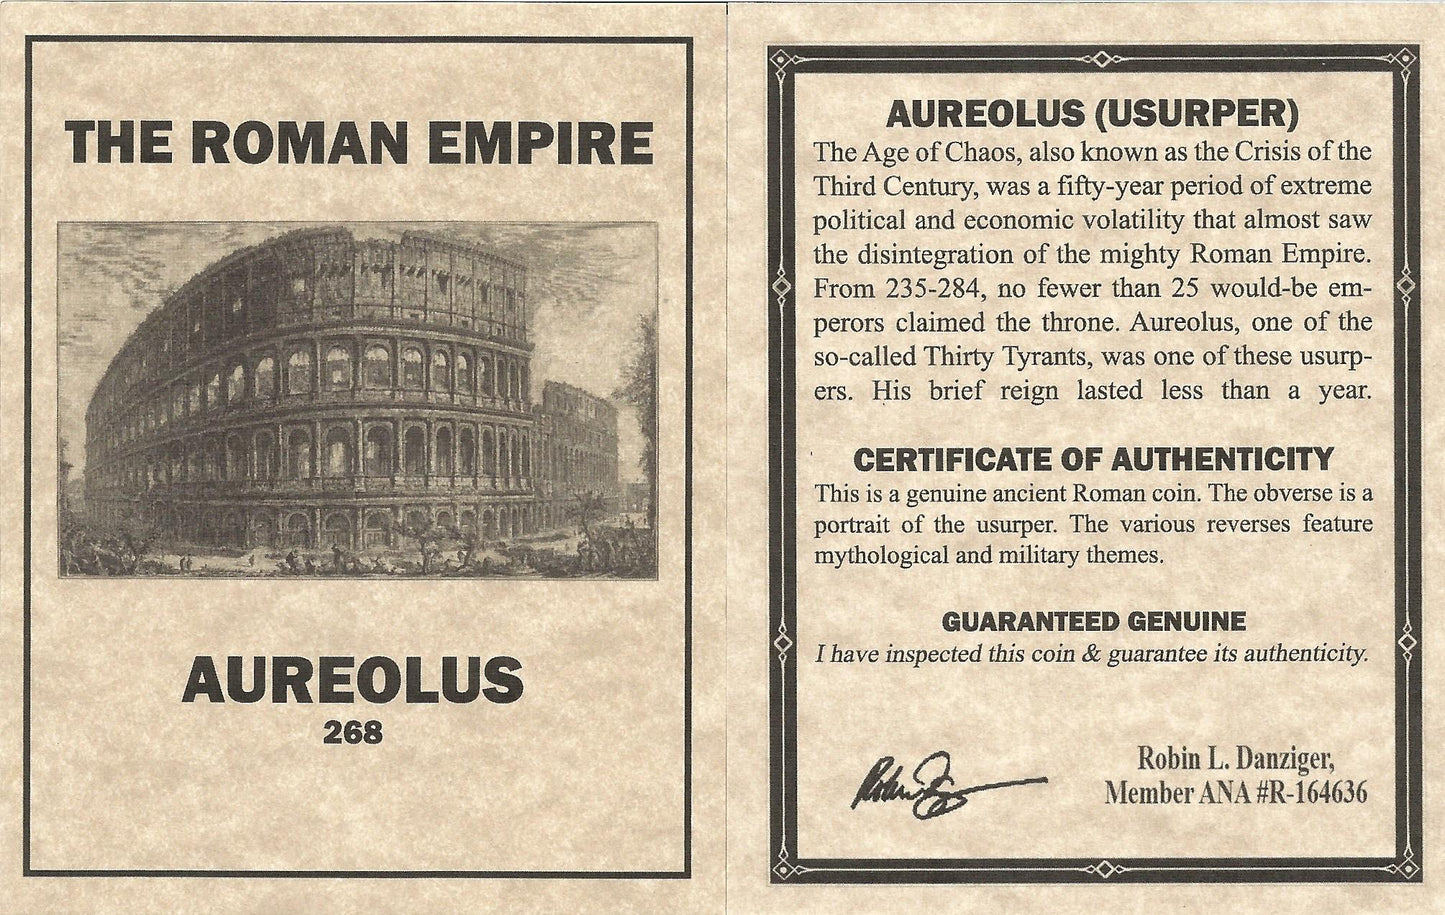 THE ROMAN EMPIRE
AUREOLUS
268
AUREOLUS (USURPER)
The Age of Chaos, also known as the Crisis of the
Third Century, was a fifty-year period of extreme
political and economic volatility that almost saw
the disintegration of the mighty Roman Empire.
From 235-284, no fewer than 25 would-be em-
perors claimed the throne. Aureolus, one of the
so-called Thirty Tyrants, was one of these usurp-
ers. His brief reign lasted less than a year.
CERTIFICATE OF AUTHENTICITY
This is a genuine ancient Roman coin. The obverse is a
portrait of the usurper. The various reverses feature
mythological and military themes.
GUARANTEED GENUINE
I have inspected this coin & guarantee its authenticity.
Robin L. Danziger,
Member ANA #R-164636